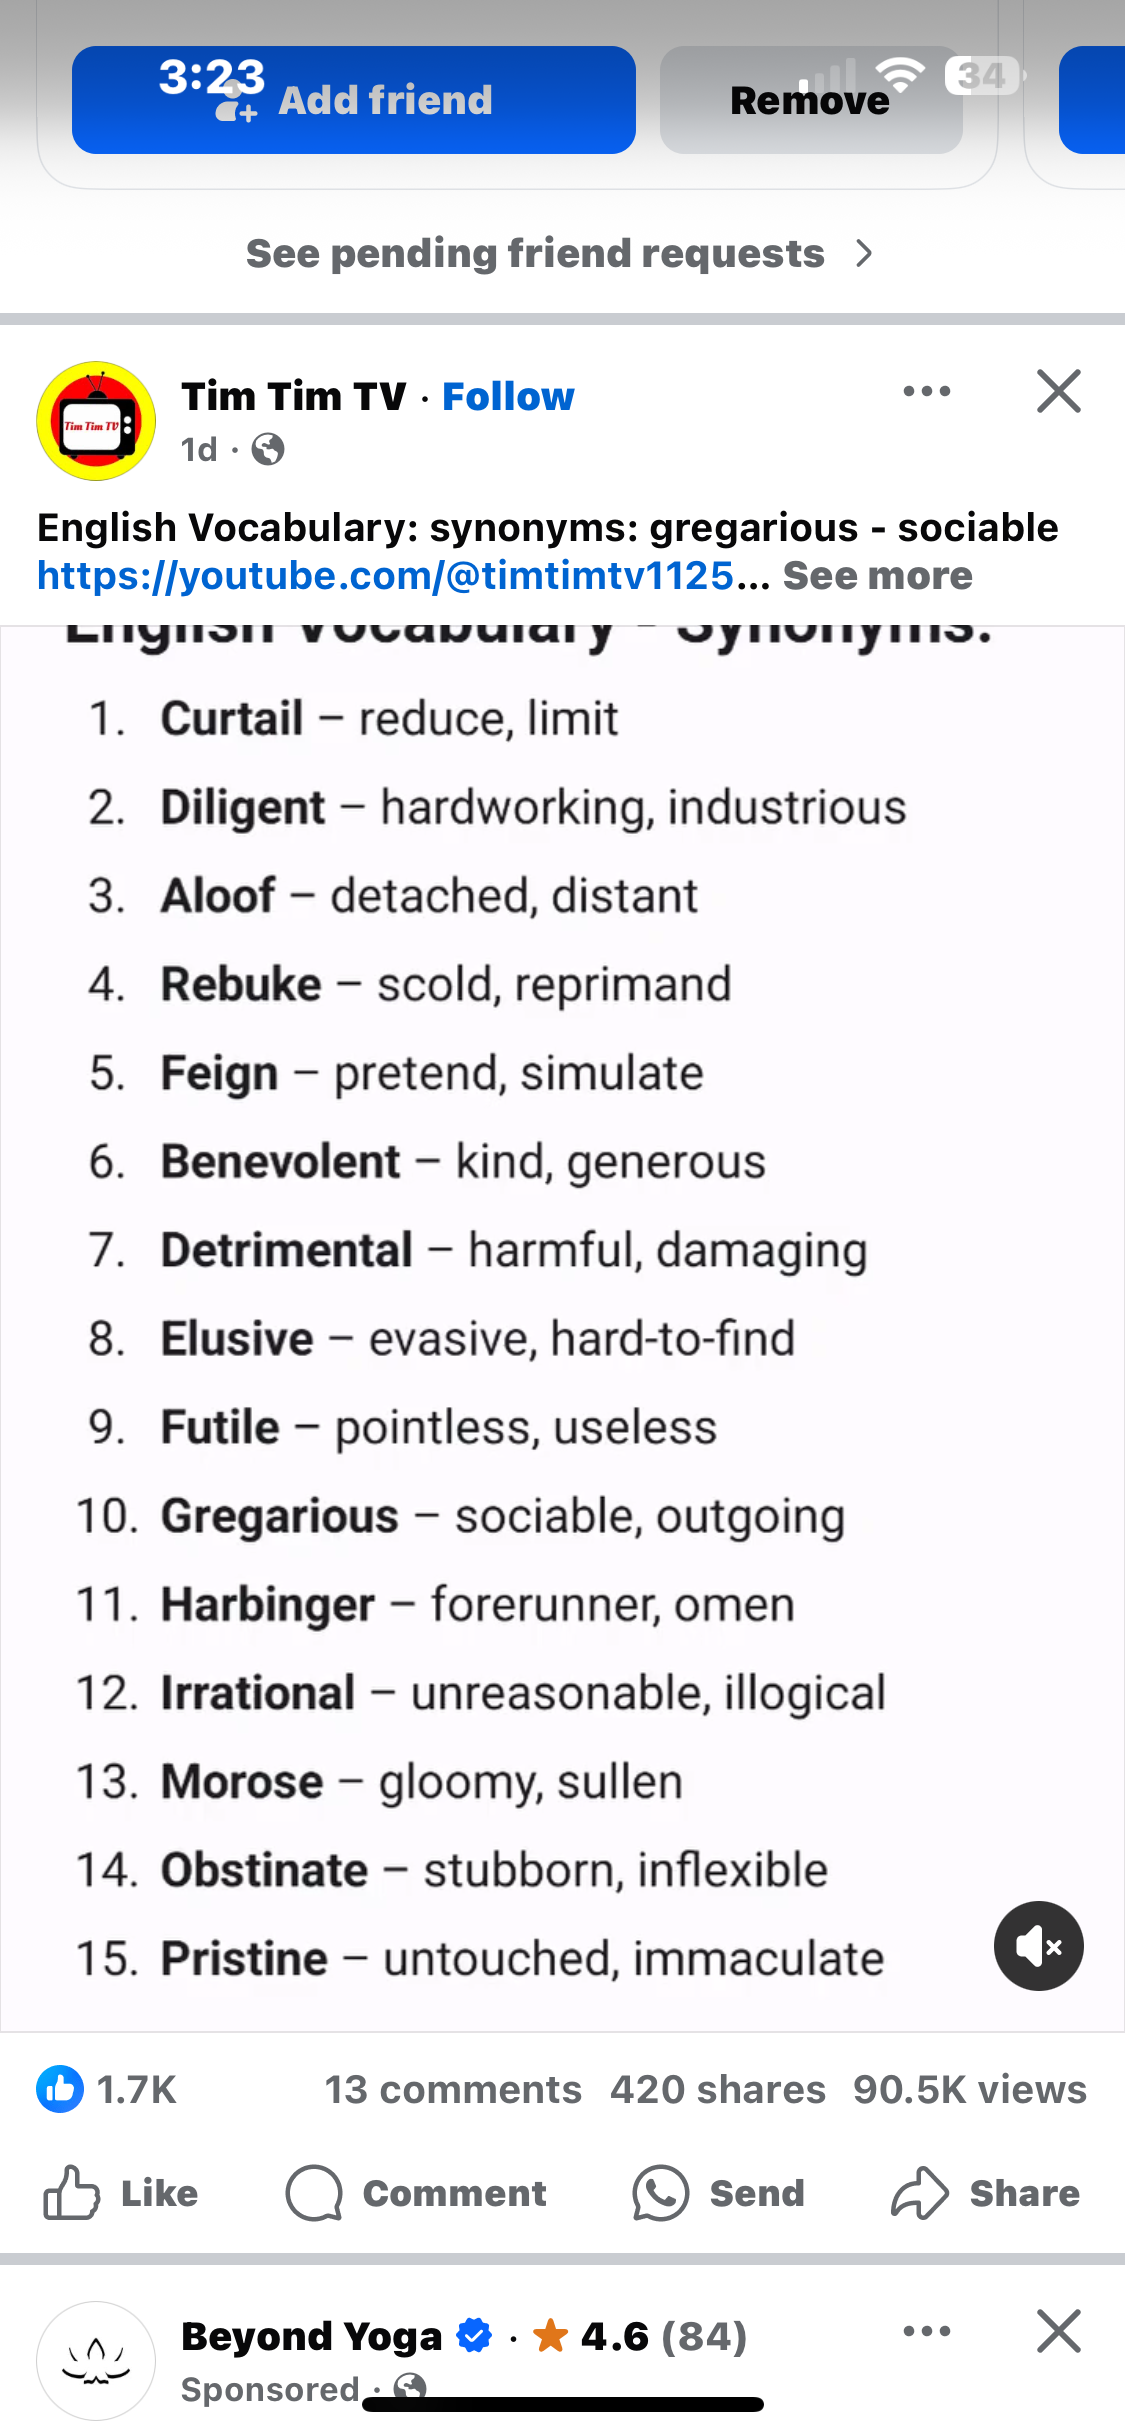 3:23
34
Add friend
Remove
See pending friend requests
Tim Tim TV · Follow
Tim Tim TV
1d ·
English Vocabulary: synonyms: gregarious - sociable
https://youtube.com/@timtimtv1125... See more
English Vocabulary - Synonyms:
1. Curtail – reduce, limit
2. Diligent – hardworking, industrious
3. Aloof – detached, distant
4. Rebuke – scold, reprimand
5. Feign – pretend, simulate
6. Benevolent – kind, generous
7. Detrimental – harmful, damaging
8. Elusive – evasive, hard-to-find
9. Futile – pointless, useless
10. Gregarious – sociable, outgoing
11. Harbinger – forerunner, omen
12. Irrational – unreasonable, illogical
13. Morose – gloomy, sullen
14. Obstinate – stubborn, inflexible
15. Pristine – untouched, immaculate
1.7K 13 comments 420 shares 90.5K views
Like Comment Send Share
Beyond Yoga · 4.6 (84)
Sponsored ·